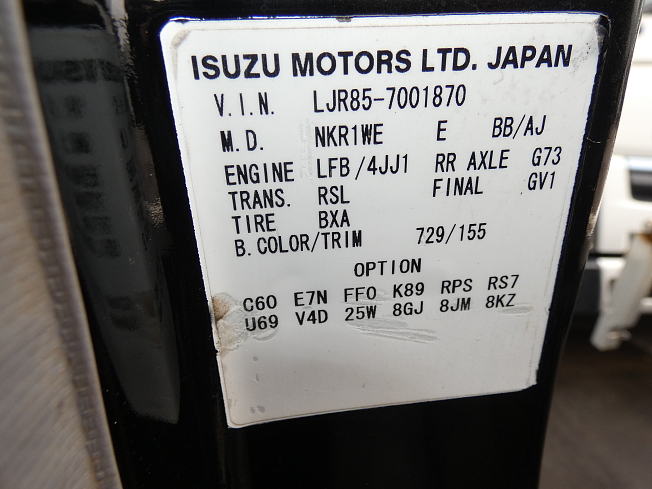 ISUZU MOTORS LTD. JAPAN
V.I.N. LJR85-7001870
M.D. NKR1WE E BB/AJ
ENGINE LFB/4JJ1 RR AXLE G73
TRANS. RSL FINAL GV1
TIRE BXA
B.COLOR/TRIM 729/155
OPTION
C60 E7N FF0 K89 RPS RS7
U69 V4D 25W 8GJ 8JM 8KZ